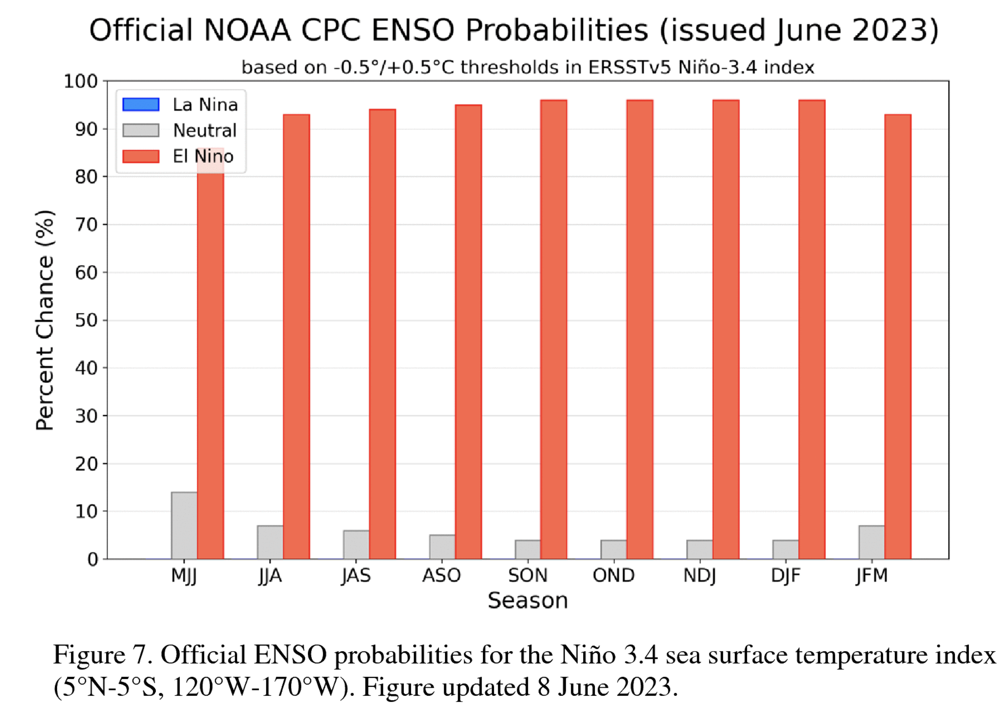 Official NOAA CPC ENSO Probabilities (issued June 2023)
based on -0.5°/+0.5°C thresholds in ERSSTv5 Niño-3.4 index
La Nina
Neutral
El Nino
Percent Chance (%)
100
90
80
70
60
50
40
30
20
10
0
MJJ JJA JAS ASO SON OND NDJ DJF JFM
Season
Figure 7. Official ENSO probabilities for the Niño 3.4 sea surface temperature index
(5°N-5°S, 120°W-170°W). Figure updated 8 June 2023.